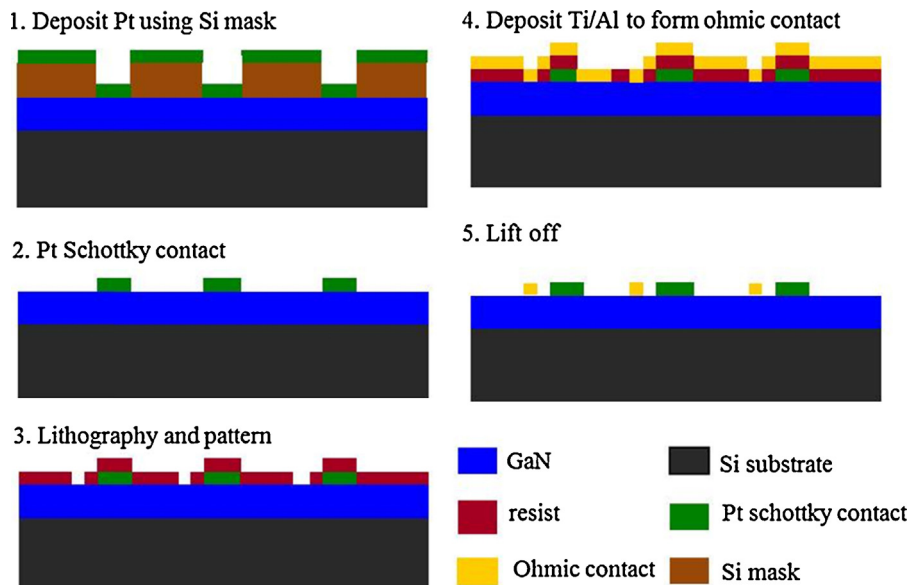 1. Deposit Pt using Si mask
2. Pt Schottky contact
3. Lithography and pattern
4. Deposit Ti/Al to form ohmic contact
5. Lift off
GaN
Si substrate
resist
Pt schottky contact
Ohmic contact
Si mask